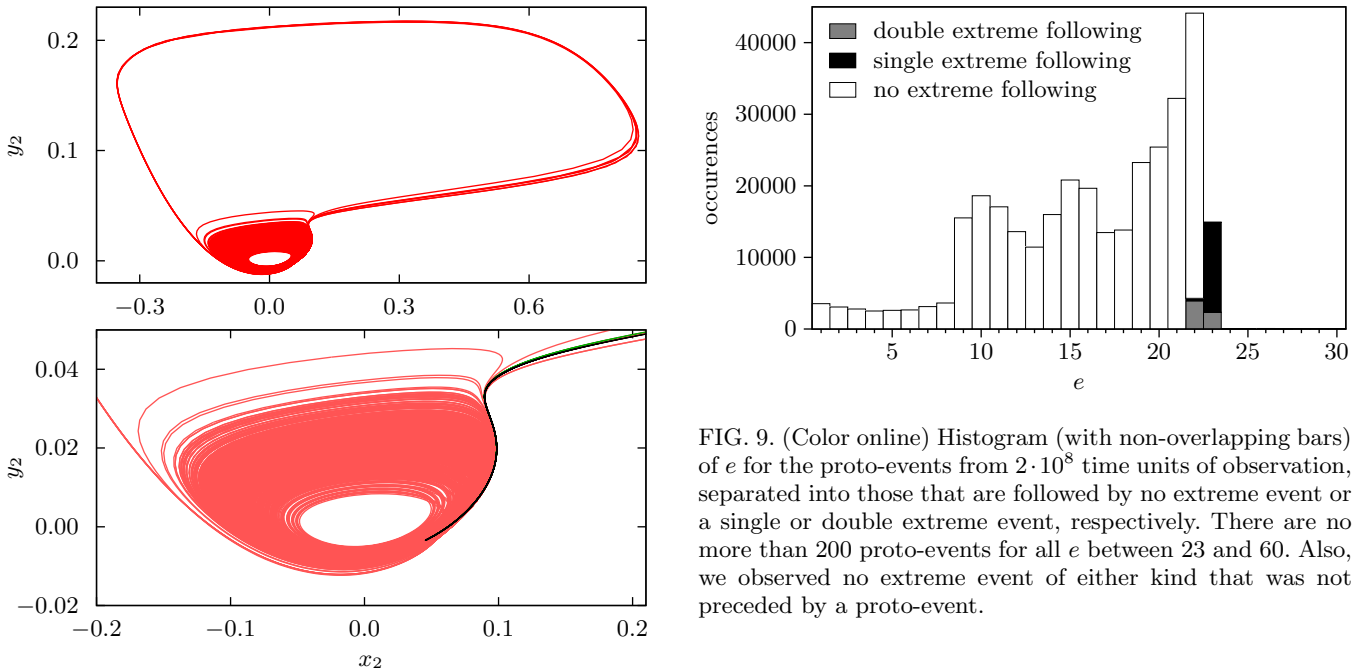 0.2
0.1
0.0
y2
−0.3
0.0
0.3
0.6
0.04
0.02
0.00
−0.02
y2
−0.2
−0.1
0.0
0.1
0.2
x2
40000
30000
20000
10000
0
occurences
double extreme following
single extreme following
no extreme following
5
10
15
20
25
30
e
FIG. 9. (Color online) Histogram (with non-overlapping bars)
of e for the proto-events from 2·10⁸ time units of observation,
separated into those that are followed by no extreme event or
a single or double extreme event, respectively. There are no
more than 200 proto-events for all e between 23 and 60. Also,
we observed no extreme event of either kind that was not
preceded by a proto-event.